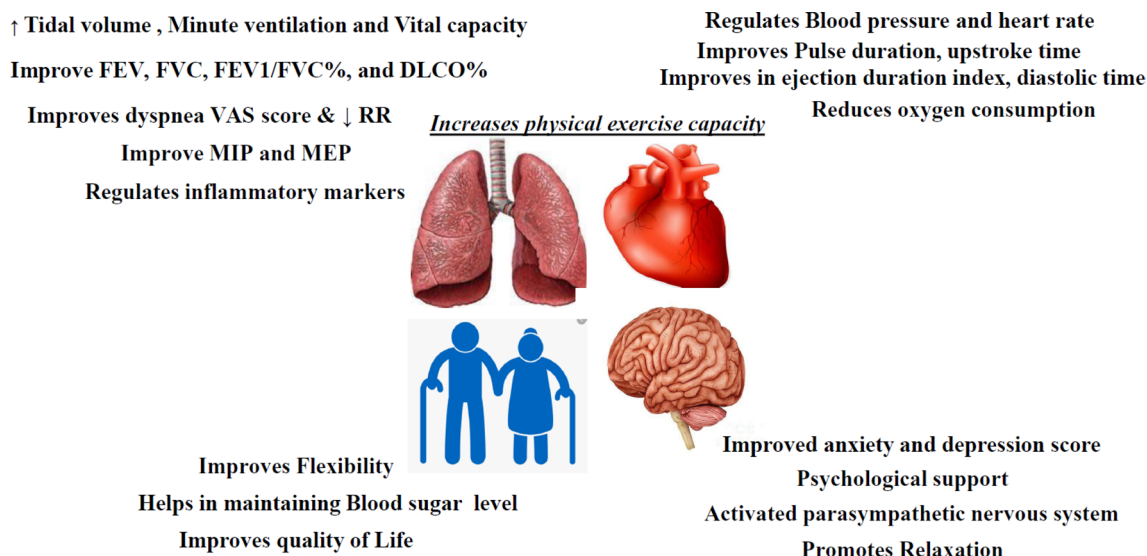 ↑ Tidal volume , Minute ventilation and Vital capacity
Improve FEV, FVC, FEV1/FVC%, and DLCO%
Improves dyspnea VAS score & ↓ RR
Improve MIP and MEP
Regulates inflammatory markers
Regulates Blood pressure and heart rate
Improves Pulse duration, upstroke time
Improves in ejection duration index, diastolic time
Reduces oxygen consumption
Increases physical exercise capacity
Improves Flexibility
Helps in maintaining Blood sugar level
Improves quality of Life
Improved anxiety and depression score
Psychological support
Activated parasympathetic nervous system
Promotes Relaxation